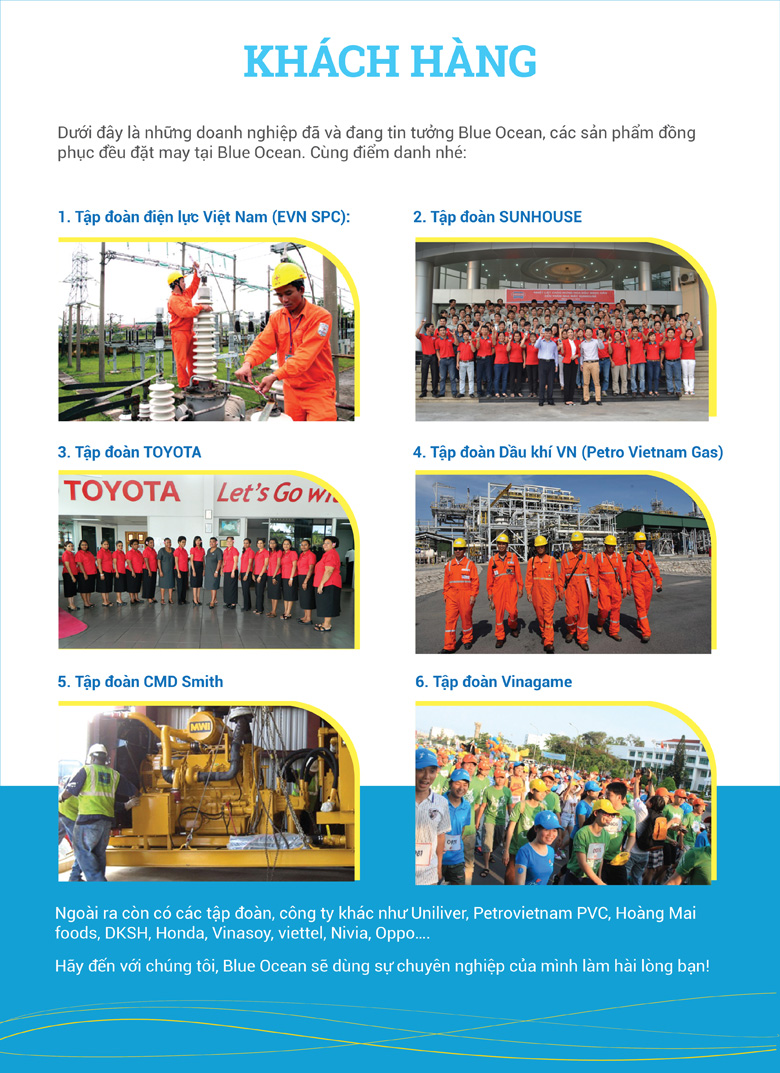 KHÁCH HÀNG
Dưới đây là những doanh nghiệp đã và đang tin tưởng Blue Ocean, các sản phẩm đồng
phục đều đặt may tại Blue Ocean. Cùng điểm danh nhé:
1. Tập đoàn điện lực Việt Nam (EVN SPC):
2. Tập đoàn SUNHOUSE
3. Tập đoàn TOYOTA
4. Tập đoàn Dầu khí VN (Petro Vietnam Gas)
TOYOTA
Let's Go
5. Tập đoàn CMD Smith
6. Tập đoàn Vinagame
MWI
Ngoài ra còn có các tập đoàn, công ty khác như Uniliver, Petrovietnam PVC, Hoàng Mai
foods, DKSH, Honda, Vinasoy, viettel, Nivia, Oppo....
Hãy đến với chúng tôi, Blue Ocean sẽ dùng sự chuyên nghiệp của mình làm hài lòng bạn!